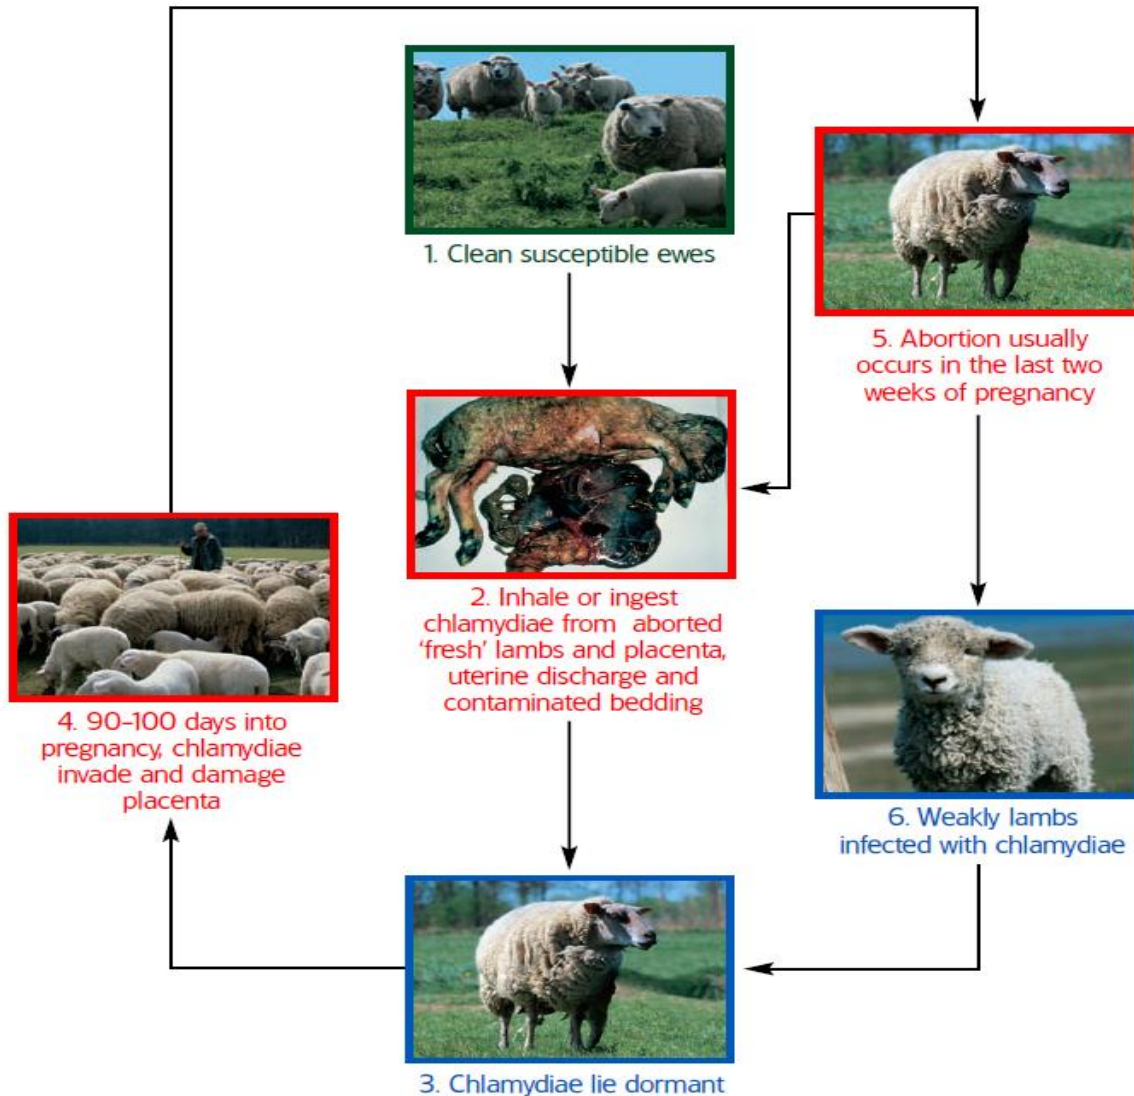 1. Clean susceptible ewes
2. Inhale or ingest
chlamydiae from aborted
'fresh' lambs and placenta,
uterine discharge and
contaminated bedding
3. Chlamydiae lie dormant
4. 90-100 days into
pregnancy, chlamydiae
invade and damage
placenta
5. Abortion usually
occurs in the last two
weeks of pregnancy
6. Weakly lambs
infected with chlamydiae